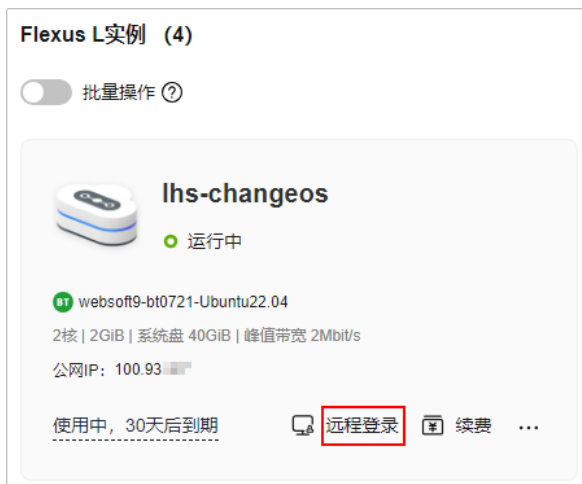 Flexus L实例 (4)
批量操作 ?
lhs-changeos
运行中
BT websoft9-bt0721-Ubuntu22.04
2核 | 2GiB | 系统盘 40GiB | 峰值带宽 2Mbit/s
公网IP: 100.93
使用中，30天后到期 远程登录 ¥ 续费 ...